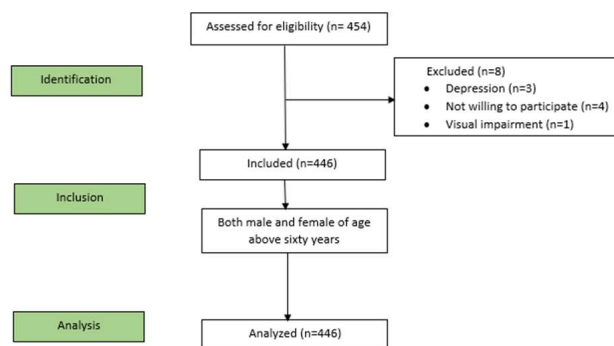 Assessed for eligibility (n= 454)
Identification
Excluded (n=8)
• Depression (n=3)
• Not willing to participate (n=4)
• Visual impairment (n=1)
Included (n=446)
Inclusion
Both male and female of age
above sixty years
Analysis
Analyzed (n=446)